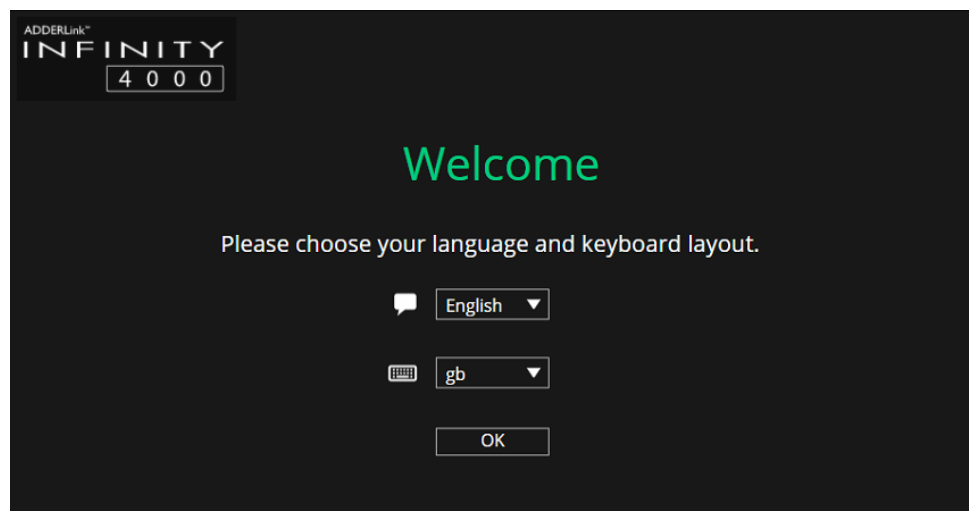 ADDERLink™
INFINITY
4000
Welcome
Please choose your language and keyboard layout.
English
gb
OK